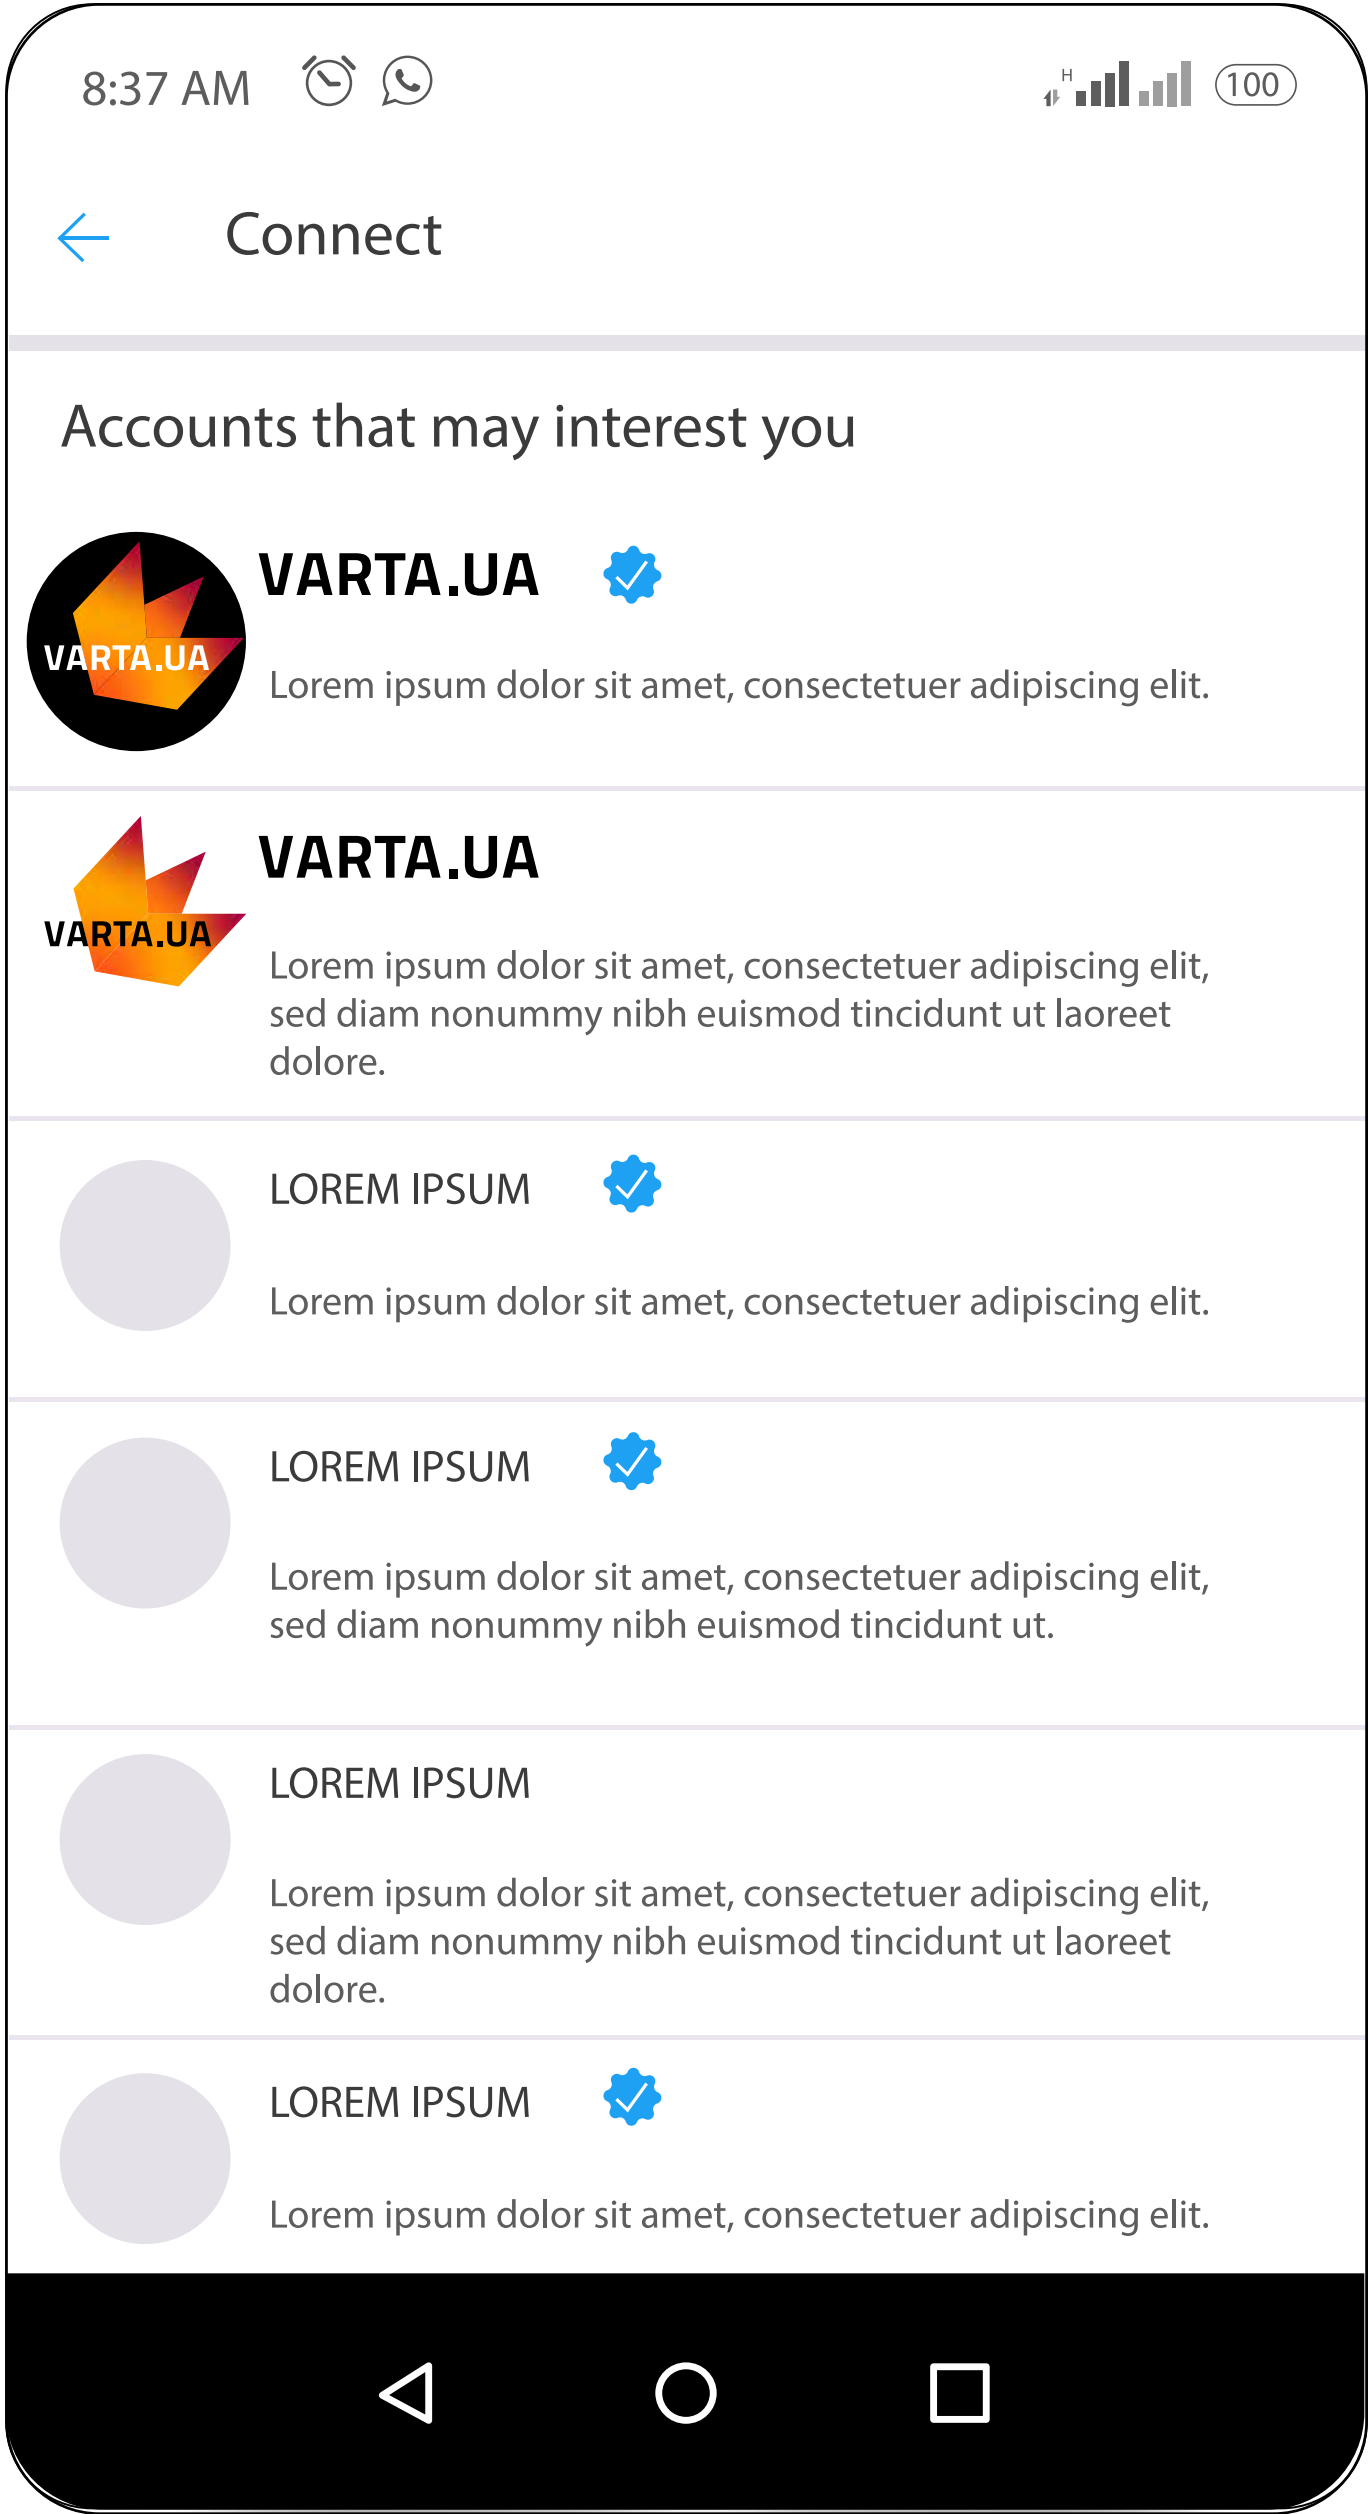 8:37 AM
H
100
Connect
Accounts that may interest you
VARTA.UA
VARTA.UA
Lorem ipsum dolor sit amet, consectetuer adipiscing elit.
VARTA.UA
VARTA.UA
Lorem ipsum dolor sit amet, consectetuer adipiscing elit,
sed diam nonummy nibh euismod tincidunt ut laoreet
dolore.
LOREM IPSUM
Lorem ipsum dolor sit amet, consectetuer adipiscing elit.
LOREM IPSUM
Lorem ipsum dolor sit amet, consectetuer adipiscing elit,
sed diam nonummy nibh euismod tincidunt ut.
LOREM IPSUM
Lorem ipsum dolor sit amet, consectetuer adipiscing elit,
sed diam nonummy nibh euismod tincidunt ut laoreet
dolore.
LOREM IPSUM
Lorem ipsum dolor sit amet, consectetuer adipiscing elit.